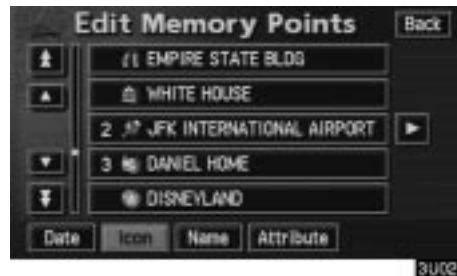 Edit Memory Points
Back
EMPIRE STATE BLDG
WHITE HOUSE
2 JFK INTERNATIONAL AIRPORT
3 DANIEL HOME
DISNEYLAND
Date Icon Name Attribute
3U02